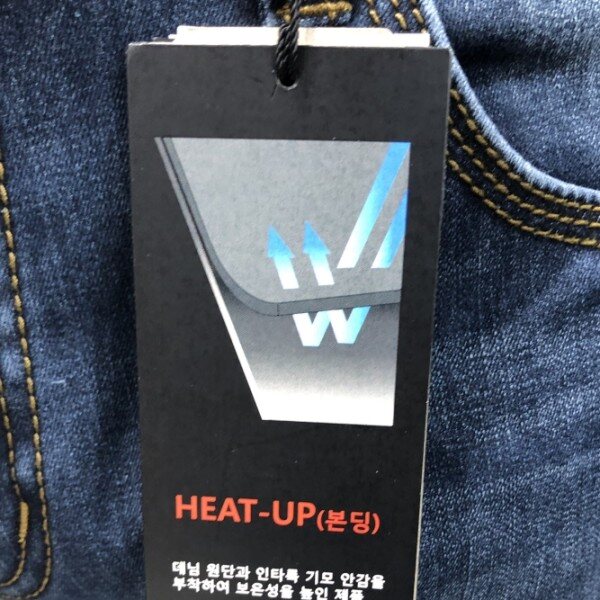 HEAT-UP(본딩)
데님 원단과 인타록 기모 안감을
부착하여 보온성을 높인 제품